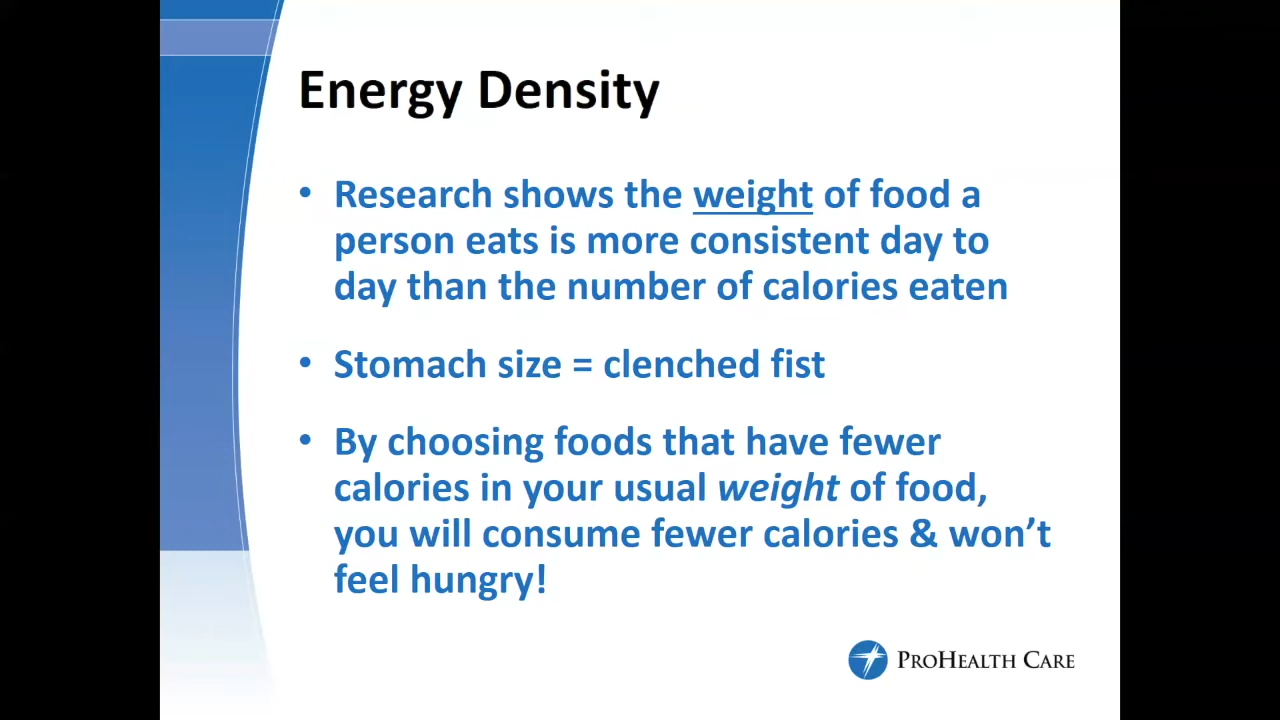 Energy Density
• Research shows the weight of food a
person eats is more consistent day to
day than the number of calories eaten
• Stomach size = clenched fist
• By choosing foods that have fewer
calories in your usual weight of food,
you will consume fewer calories & won’t
feel hungry!
PROHEALTH CARE